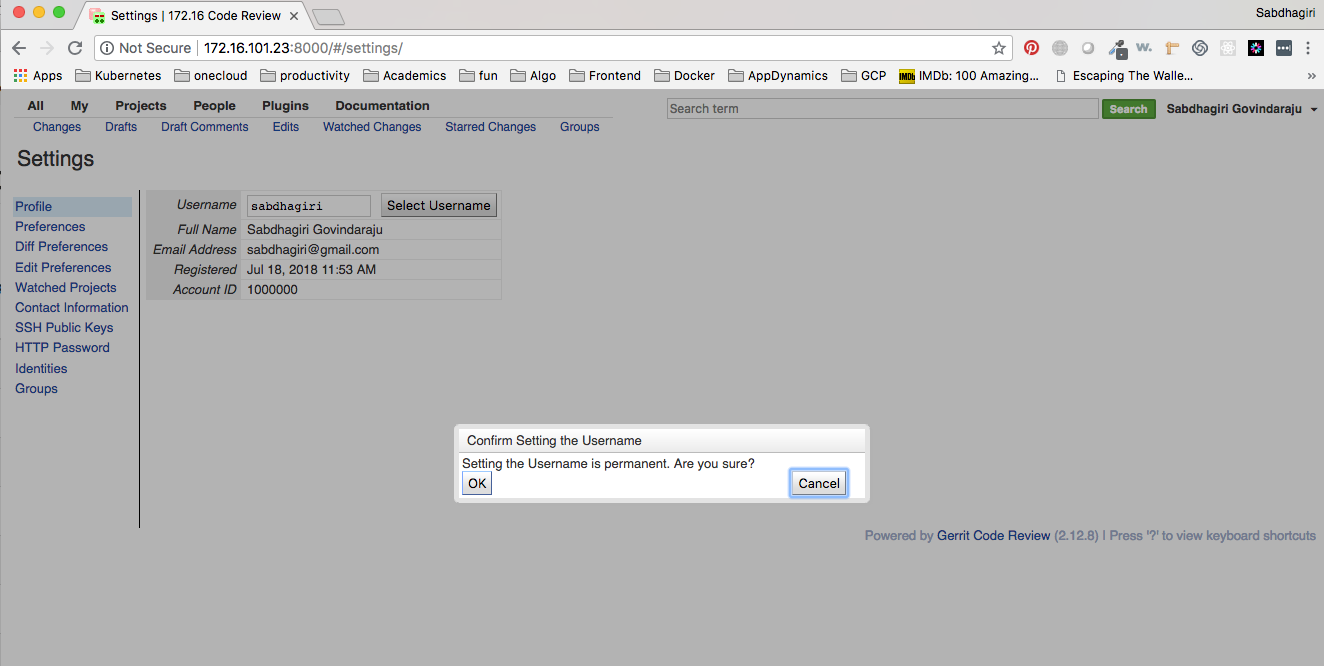 Sabdhagiri
Settings | 172.16 Code Review
Not Secure 172.16.101.23:8000/#/settings/
w.
Apps Kubernetes onecloud productivity Academics fun Algo Frontend Docker AppDynamics GCP IMDb IMDb: 100 Amazing... Escaping The Walle... »
All My Projects People Plugins Documentation
Search term Search Sabdhagiri Govindaraju
Changes Drafts Draft Comments Edits Watched Changes Starred Changes Groups
Settings
Profile
Preferences
Diff Preferences
Edit Preferences
Watched Projects
Contact Information
SSH Public Keys
HTTP Password
Identities
Groups
Username sabdhagiri Select Username
Full Name Sabdhagiri Govindaraju
Email Address sabdhagiri@gmail.com
Registered Jul 18, 2018 11:53 AM
Account ID 1000000
Confirm Setting the Username
Setting the Username is permanent. Are you sure?
OK Cancel
Powered by Gerrit Code Review (2.12.8) | Press '?' to view keyboard shortcuts